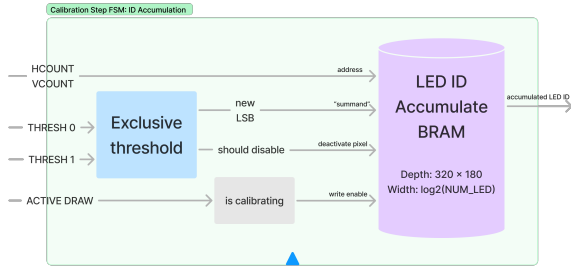 Calibration Step FSM: ID Accumulation
HCOUNT
VCOUNT
address
THRESH 0
THRESH 1
Exclusive
threshold
new
LSB
"summand"
should disable
deactivate pixel
ACTIVE DRAW
is calibrating
write enable
LED ID
Accumulate
BRAM
Depth: 320 × 180
Width: log2(NUM_LED)
accumulated LED ID